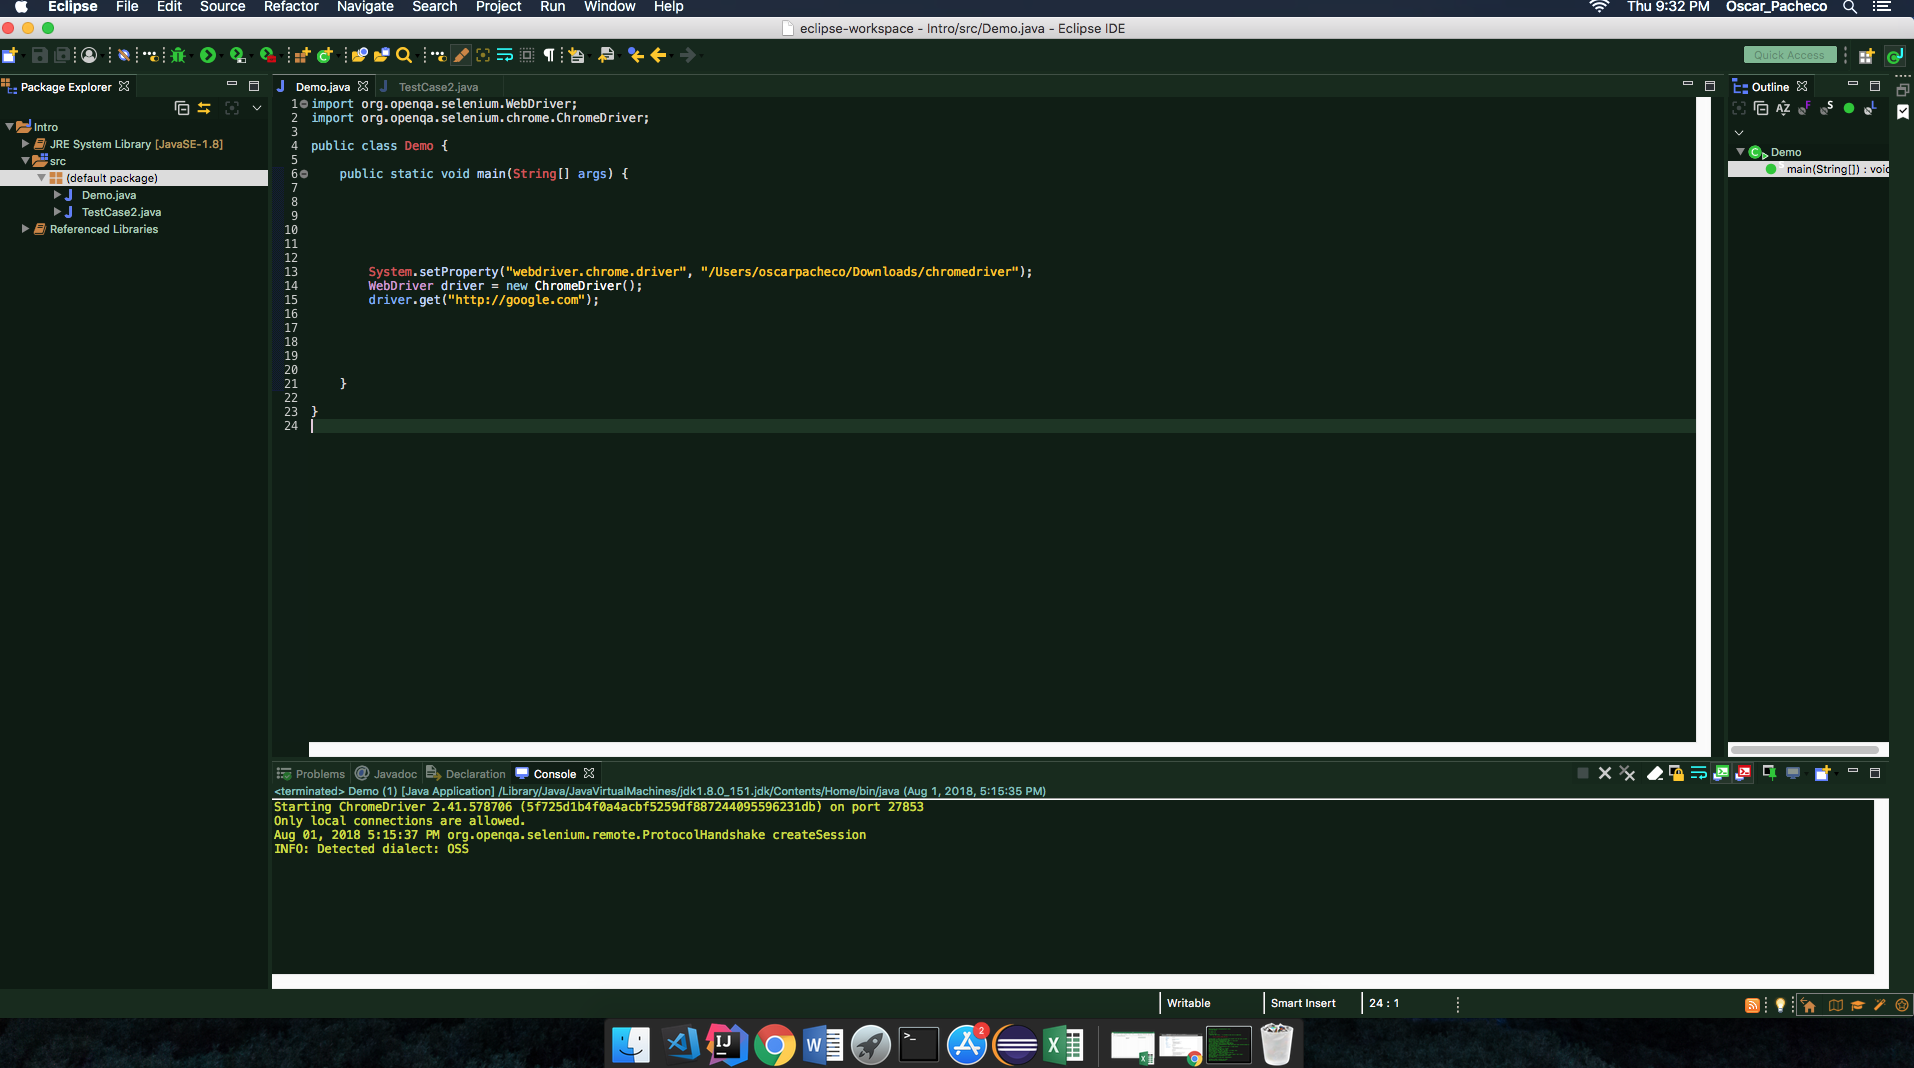 Eclipse File Edit Source Refactor Navigate Search Project Run Window Help Thu 9:32 PM Oscar_Pacheco
eclipse-workspace - Intro/src/Demo.java - Eclipse IDE
Quick Access
Package Explorer
Intro
JRE System Library [JavaSE-1.8]
src
(default package)
Demo.java
TestCase2.java
Referenced Libraries
Demo.java TestCase2.java
1 import org.openqa.selenium.WebDriver;
2 import org.openqa.selenium.chrome.ChromeDriver;
3
4 public class Demo {
5
6 public static void main(String[] args) {
7
8
9
10
11
12
13 System.setProperty("webdriver.chrome.driver", "/Users/oscarpacheco/Downloads/chromedriver");
14 WebDriver driver = new ChromeDriver();
15 driver.get("http://google.com");
16
17
18
19
20
21 }
22
23 }
24
Outline
Demo
main(String[]) : voic
Problems Javadoc Declaration Console
<terminated> Demo (1) [Java Application] /Library/Java/JavaVirtualMachines/jdk1.8.0_151.jdk/Contents/Home/bin/java (Aug 1, 2018, 5:15:35 PM)
Starting ChromeDriver 2.41.578706 (5f725d1b4f0a4acbf5259df887244095596231db) on port 27853
Only local connections are allowed.
Aug 01, 2018 5:15:37 PM org.openqa.selenium.remote.ProtocolHandshake createSession
INFO: Detected dialect: OSS
Writable Smart Insert 24 : 1
2